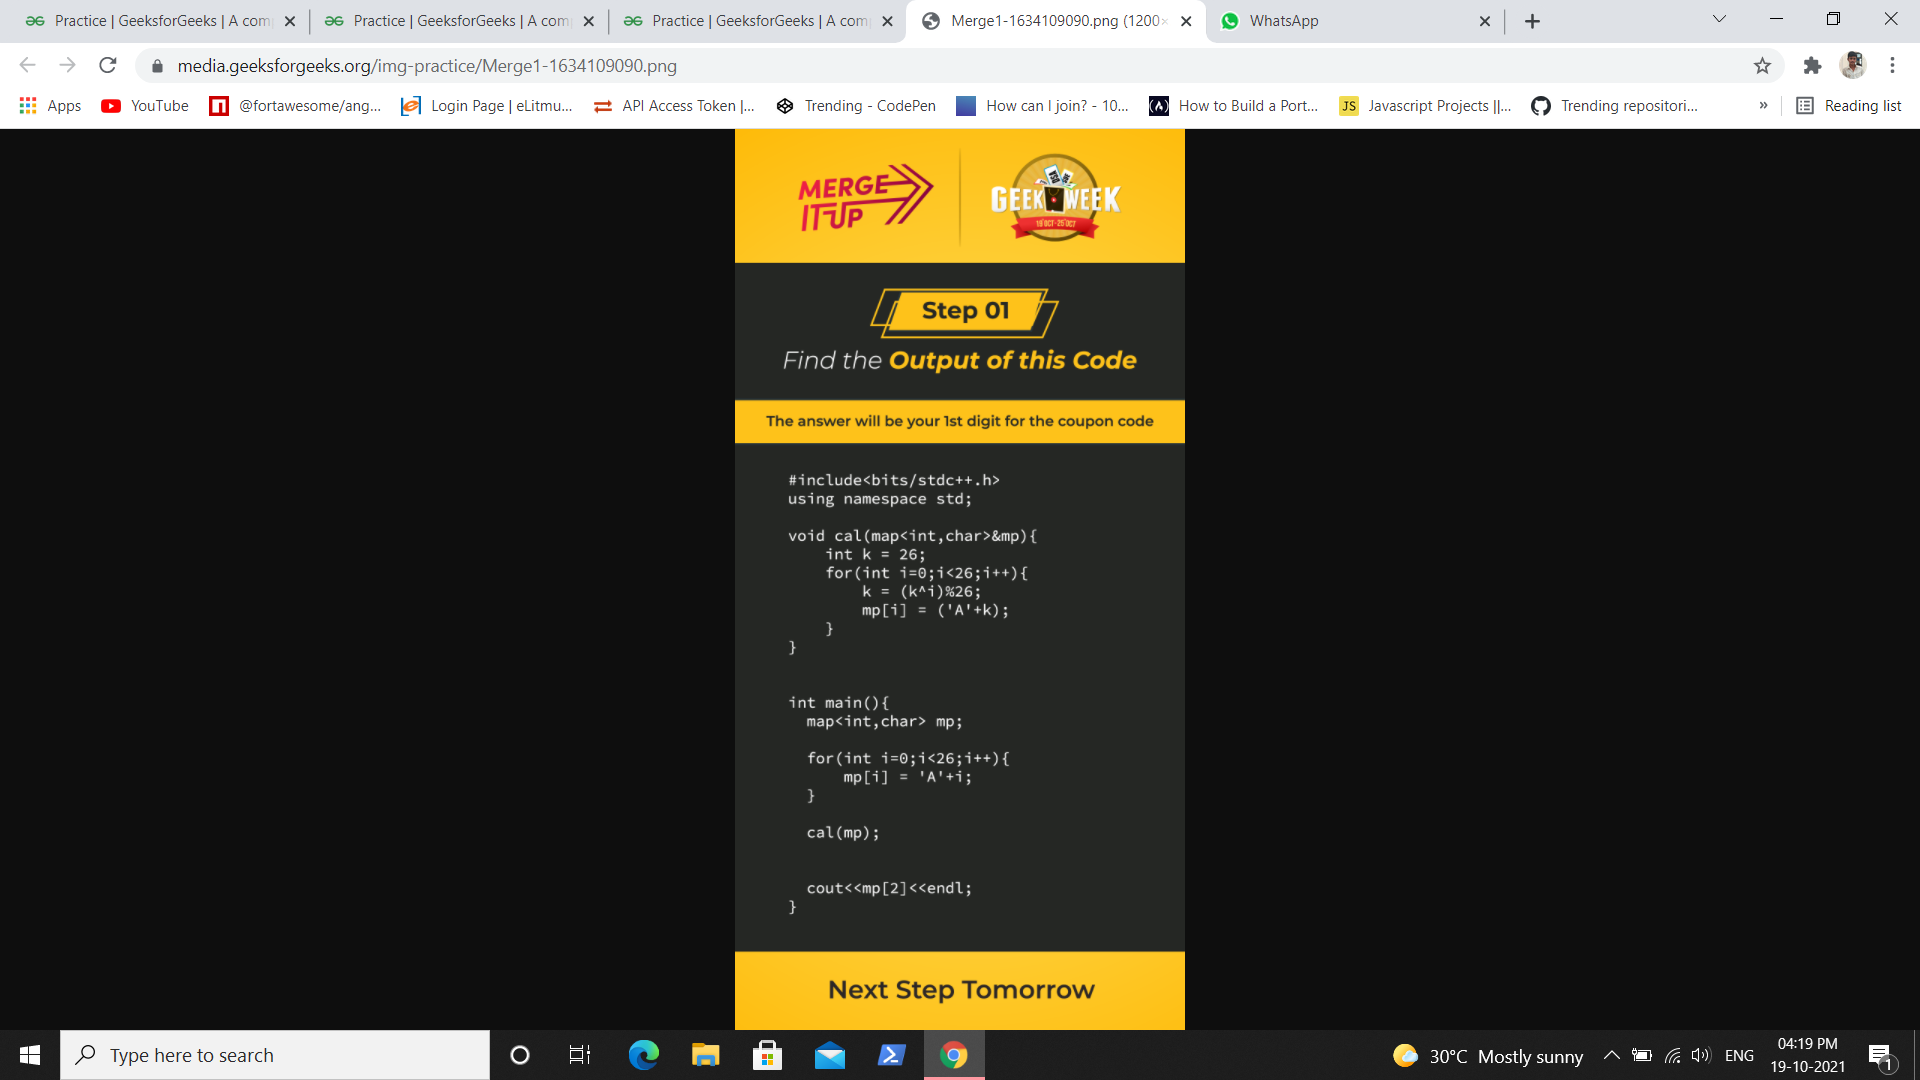 Practice | GeeksforGeeks | A com
Practice | GeeksforGeeks | A com
Practice | GeeksforGeeks | A com
Merge1-1634109090.png (1200×
WhatsApp
media.geeksforgeeks.org/img-practice/Merge1-1634109090.png
Apps
YouTube
@fortawesome/ang...
Login Page | eLitmu...
API Access Token |...
Trending - CodePen
How can I join? - 10...
How to Build a Port...
JS Javascript Projects ||...
Trending repositori...
»
Reading list
MERGE
IT UP
GEEK WEEK
19 OCT-25 OCT
Step 01
Find the Output of this Code
The answer will be your 1st digit for the coupon code
#include<bits/stdc++.h>
using namespace std;
void cal(map<int,char>&mp){
int k = 26;
for(int i=0;i<26;i++){
k = (k^i)%26;
mp[i] = ('A'+k);
}
}
int main(){
map<int,char> mp;
for(int i=0;i<26;i++){
mp[i] = 'A'+i;
}
cal(mp);
cout<<mp[2]<<endl;
}
Next Step Tomorrow
Type here to search
30°C Mostly sunny
ENG
04:19 PM
19-10-2021
1